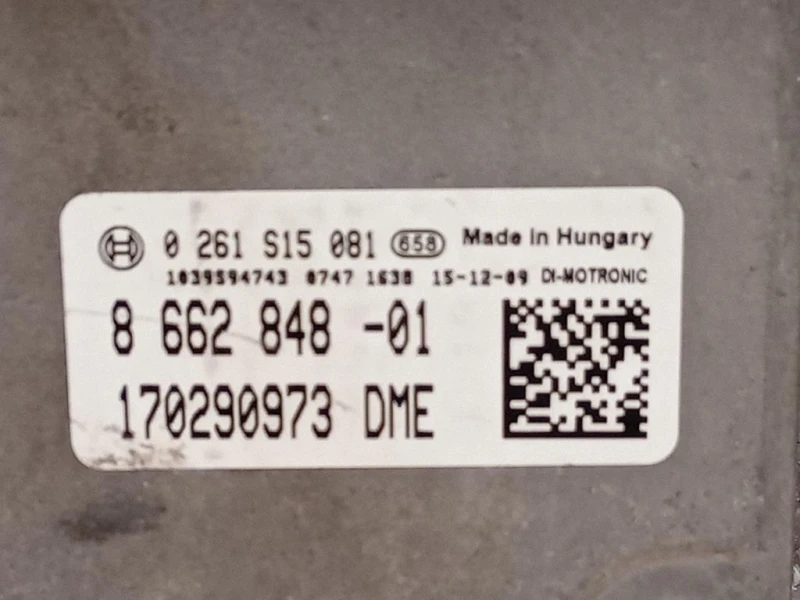 0 261 S15 081 658 Made in Hungary
1039S94743 0747 1638 15-12-09 DI-MOTRONIC
8 662 848 -01
170290973 DME